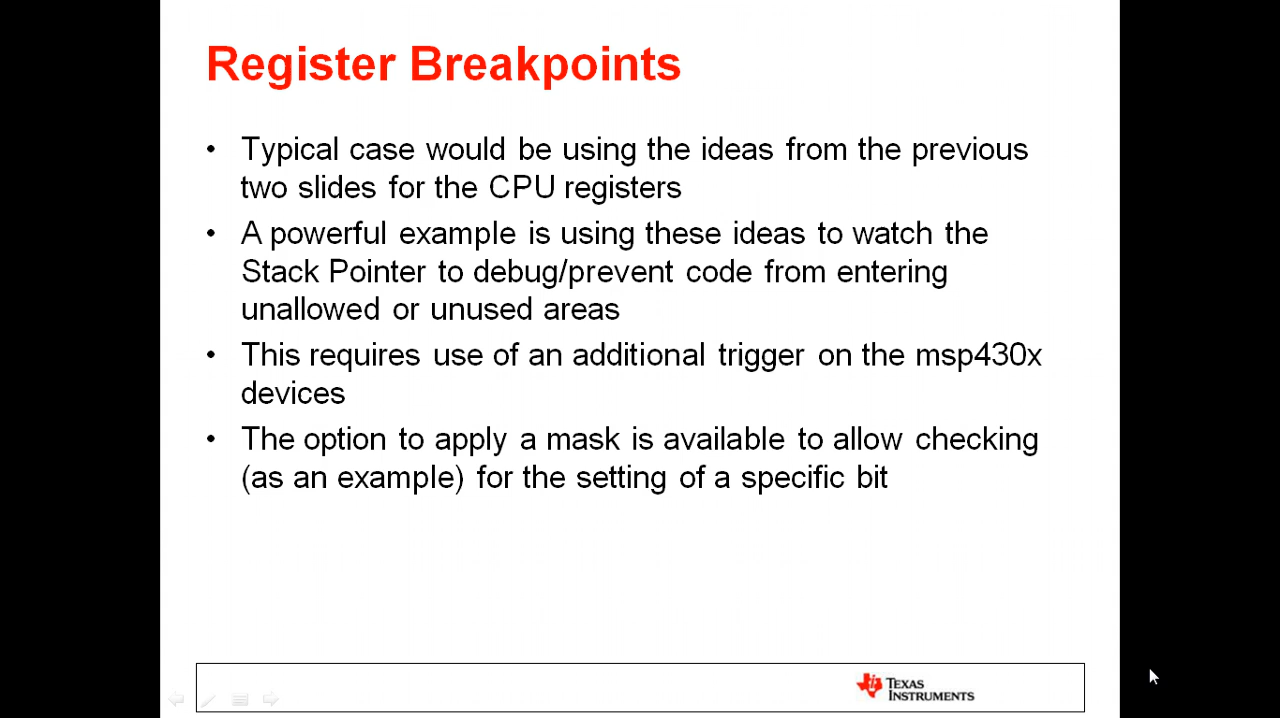 Register Breakpoints
• Typical case would be using the ideas from the previous
two slides for the CPU registers
• A powerful example is using these ideas to watch the
Stack Pointer to debug/prevent code from entering
unallowed or unused areas
• This requires use of an additional trigger on the msp430x
devices
• The option to apply a mask is available to allow checking
(as an example) for the setting of a specific bit
TEXAS
INSTRUMENTS